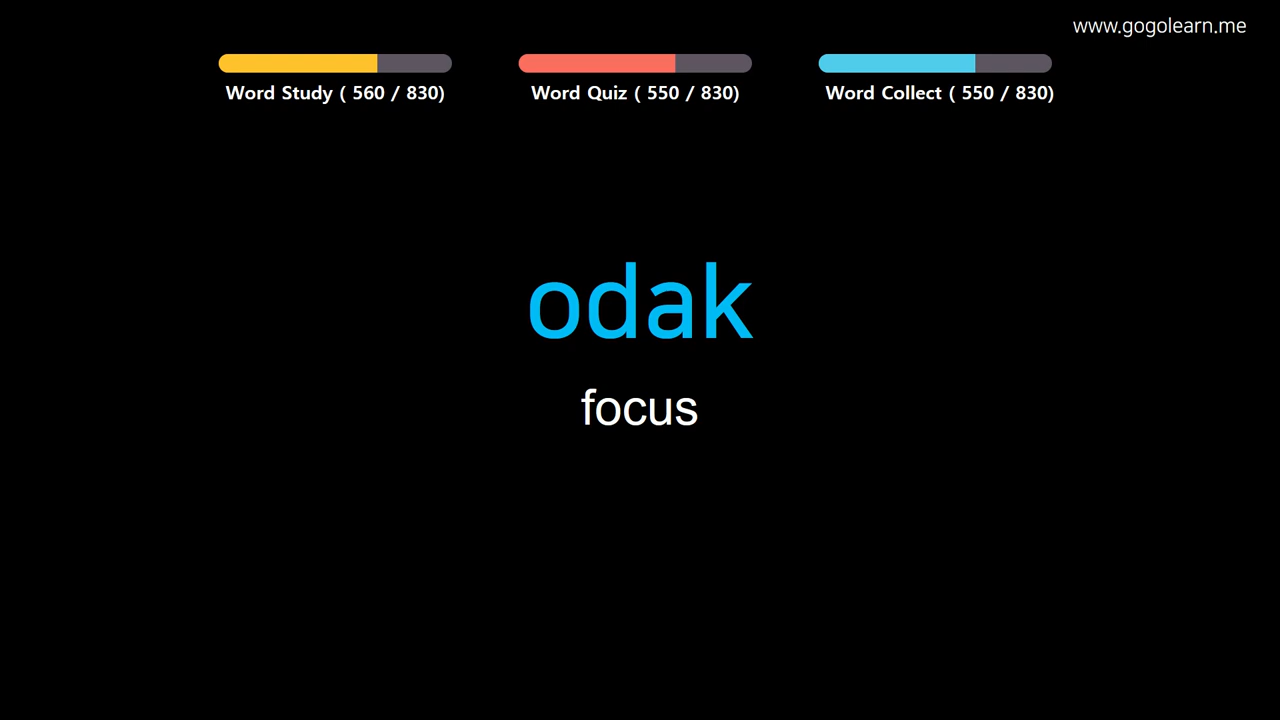 www.gogolearn.me
Word Study ( 560 / 830)
Word Quiz ( 550 / 830)
Word Collect ( 550 / 830)
odak
focus